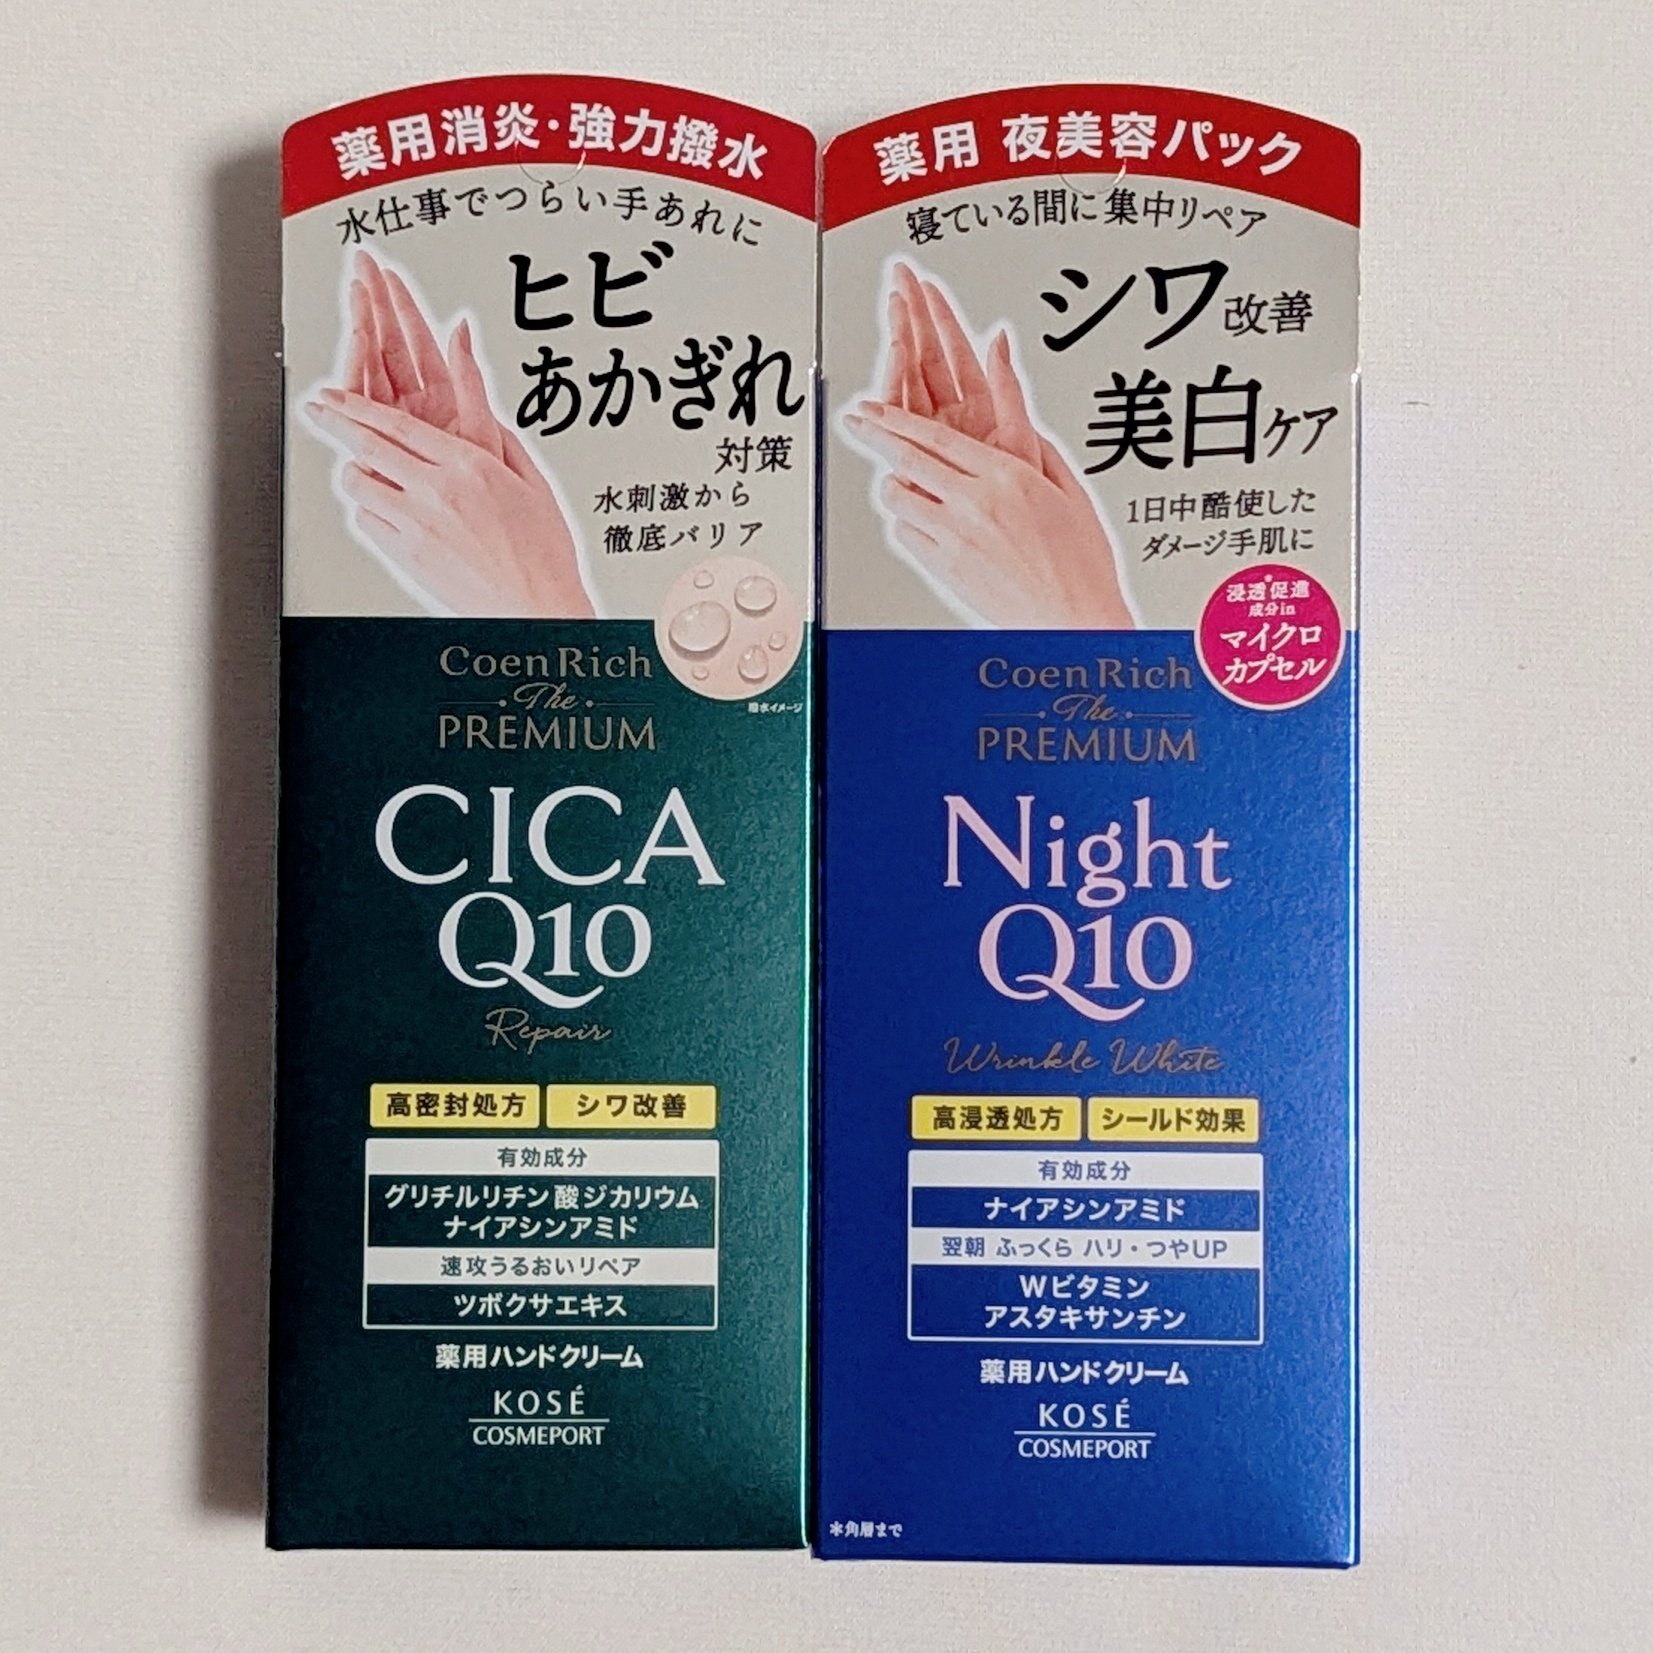 薬用消炎・強力撥水
水仕事でつらい手あれに
ヒビ
あかぎれ
対策
水刺激から
徹底バリア
撥水イメージ
Coen Rich
The
PREMIUM
CICA
Q10
Repair
高密封処方 シワ改善
有効成分
グリチルリチン酸ジカリウム
ナイアシンアミド
速攻うるおいリペア
ツボクサエキス
薬用ハンドクリーム
KOSÉ
COSMEPORT
薬用 夜美容パック
寝ている間に集中リペア
シワ改善
美白ケア
1日中酷使した
ダメージ手肌に
浸透*促進
成分in
マイクロ
カプセル
Coen Rich
The
PREMIUM
Night
Q10
Wrinkle White
高浸透処方 シールド効果
有効成分
ナイアシンアミド
翌朝 ふっくら ハリ・つやUP
Wビタミン
アスタキサンチン
薬用ハンドクリーム
KOSÉ
COSMEPORT
*角層まで